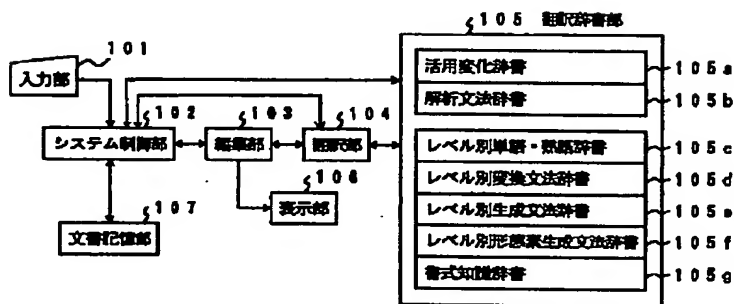 105 翻訳辞書部
101
入力部
活用変化辞書
105a
解析文法辞書
105b
102
103
104
システム制御部
編集部
翻訳部
レベル別単語・熟語辞書
105c
レベル別変換文法辞書
105d
106
表示部
レベル別生成文法辞書
105e
107
レベル別形態素生成文法辞書
105f
文書記憶部
書式知識辞書
105g